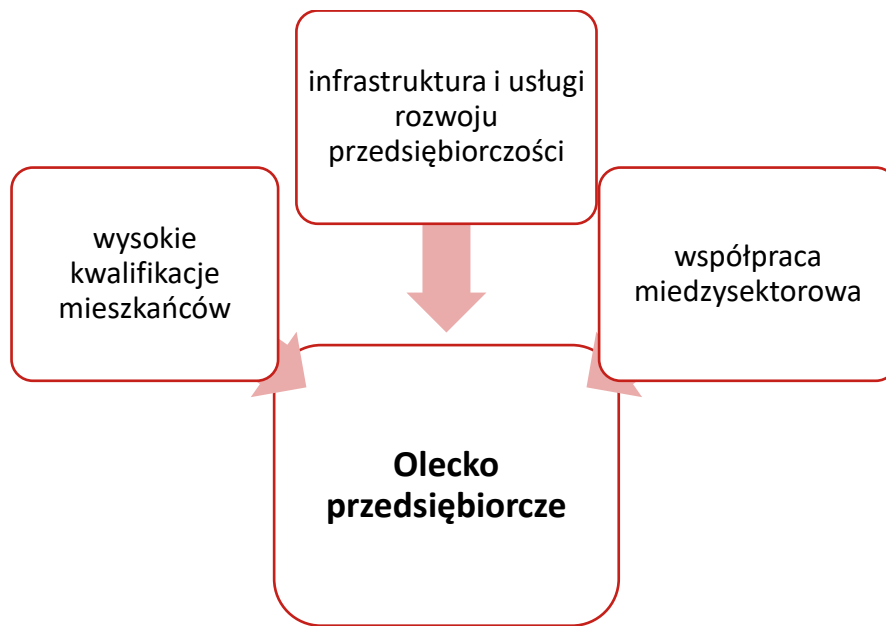 infrastruktura i usługi
rozwoju
przedsiębiorczości
wysokie
kwalifikacje
mieszkańców
współpraca
miedzysektorowa
Olecko
przedsiębiorcze